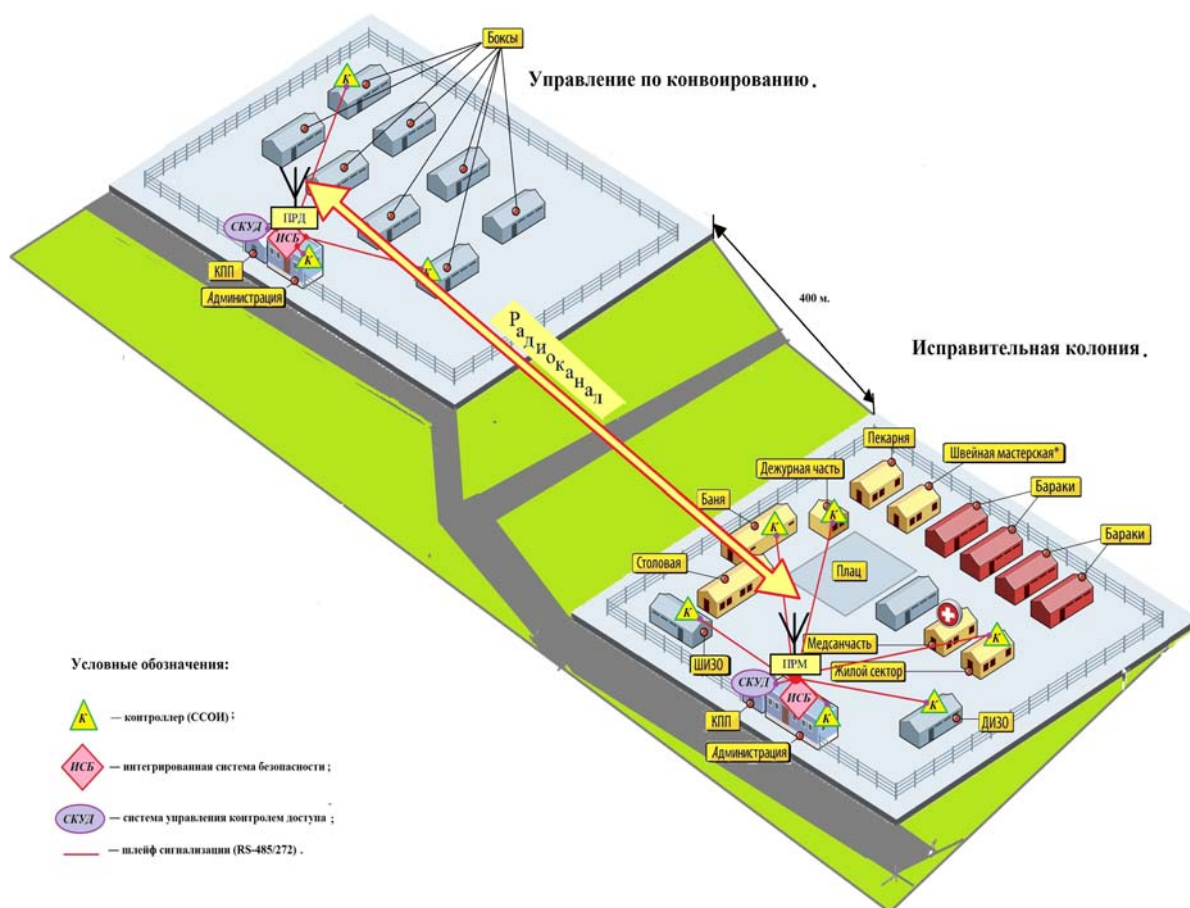 Боксы
Управление по конвоированию.
К
ПРД
СКУД
ИСБ
К
К
КПП
Администрация
400 м.
Радиоканал
Исправительная колония.
Пекарня
Швейная мастерская*
Дежурная часть
Бараки
Баня
К
К
Бараки
Столовая
Плац
К
Медсанчасть
К
ШИЗО
ПРМ
Жилой сектор
СКУД
ИСБ
К
К
КПП
ДИЗО
Администрация
Условные обозначения:
К — контроллер (ССОИ) ;
ИСБ — интегрированная система безопасности ;
СКУД — система управления контролем доступа ;
— шлейф сигнализации (RS-485/272) .